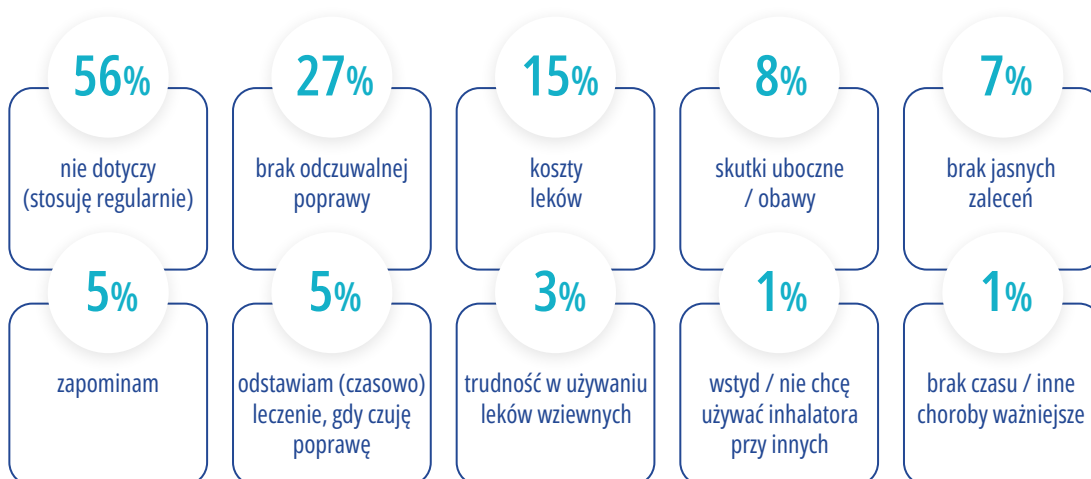 56%
nie dotyczy
(stosuję regularnie)
27%
brak odczuwalnej
poprawy
15%
koszty
leków
8%
skutki uboczne
/ obawy
7%
brak jasnych
zaleceń
5%
zapominam
5%
odstawiam (czasowo)
leczenie, gdy czuję
poprawę
3%
trudność w używaniu
leków wziewnych
1%
wstyd / nie chcę
używać inhalatora
przy innych
1%
brak czasu / inne
choroby ważniejsze